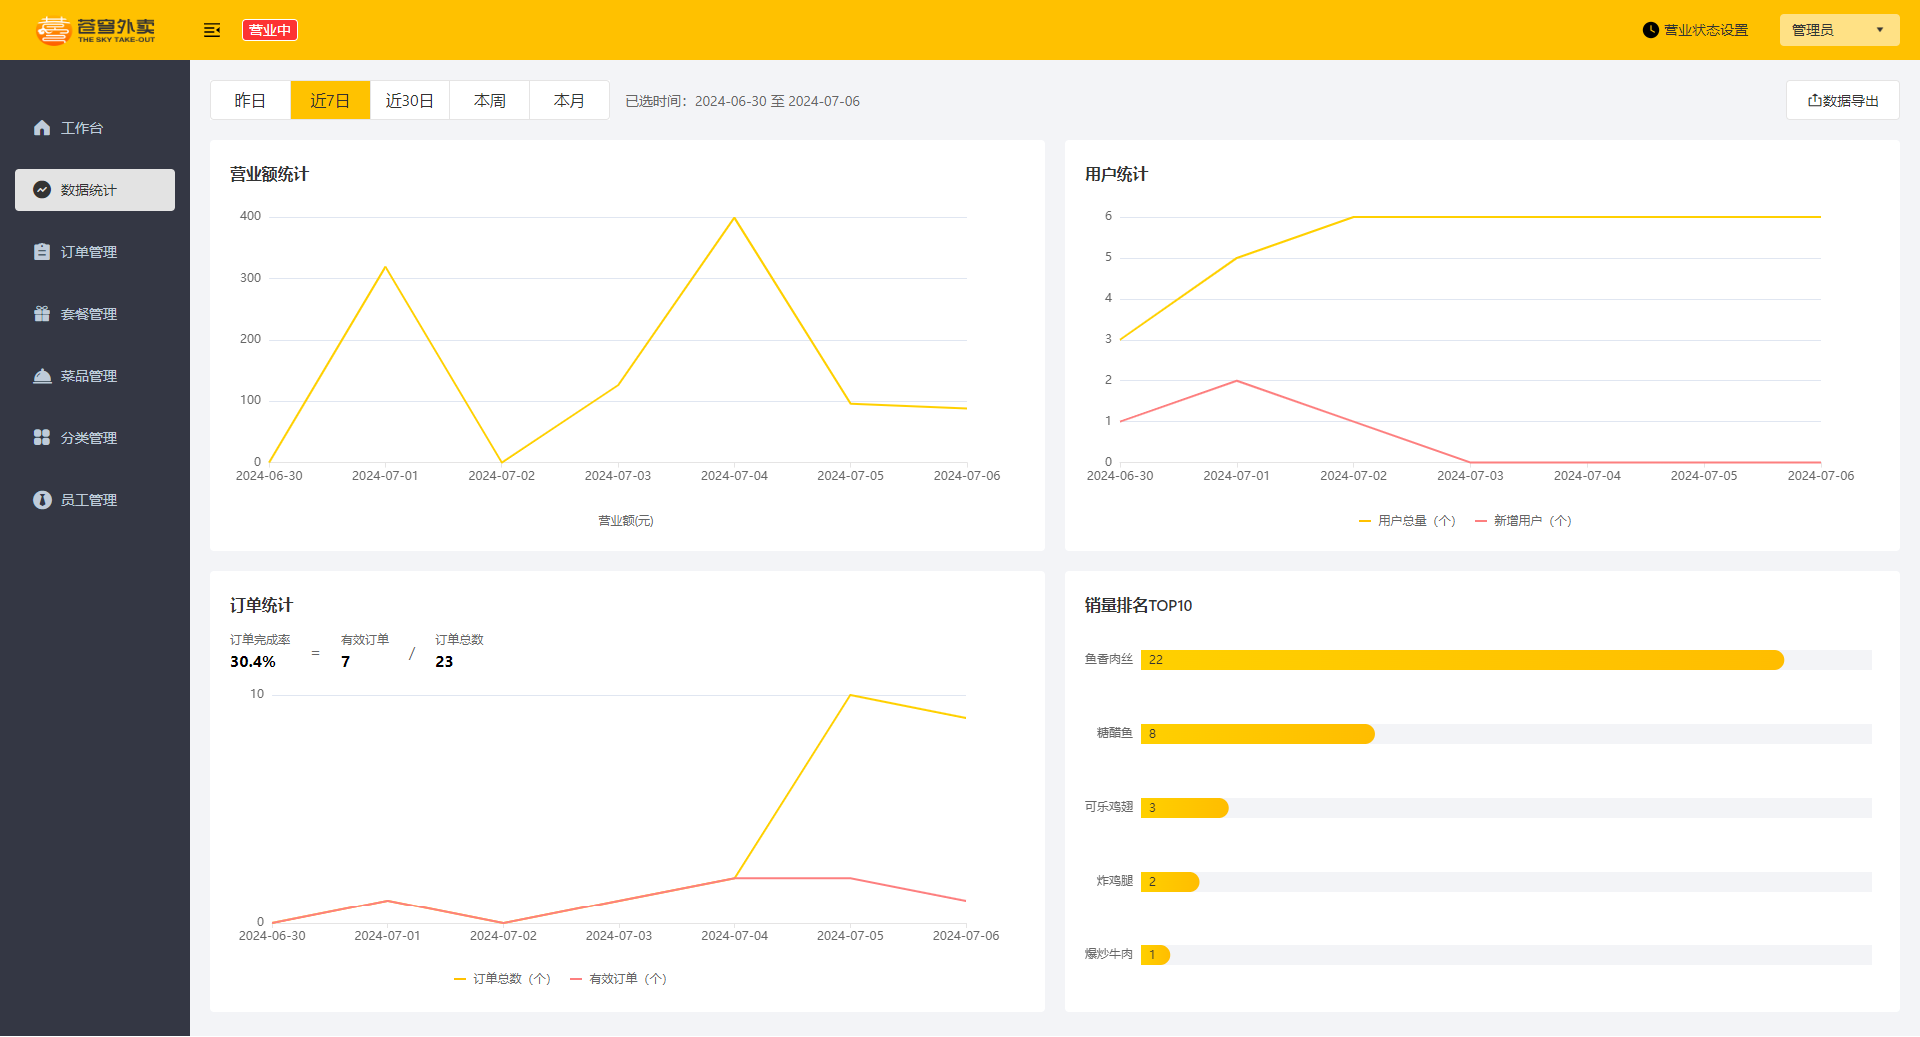 苍穹外卖
THE SKY TAKE-OUT
营业中
营业状态设置
管理员
工作台
数据统计
订单管理
套餐管理
菜品管理
分类管理
员工管理
昨日
近7日
近30日
本周
本月
已选时间：2024-06-30 至 2024-07-06
数据导出
营业额统计
400
300
200
100
0
2024-06-30
2024-07-01
2024-07-02
2024-07-03
2024-07-04
2024-07-05
2024-07-06
营业额(元)
用户统计
6
5
4
3
2
1
0
2024-06-30
2024-07-01
2024-07-02
2024-07-03
2024-07-04
2024-07-05
2024-07-06
用户总量（个）
新增用户（个）
订单统计
订单完成率
30.4%
=
有效订单
7
/
订单总数
23
10
0
2024-06-30
2024-07-01
2024-07-02
2024-07-03
2024-07-04
2024-07-05
2024-07-06
订单总数（个）
有效订单（个）
销量排名TOP10
鱼香肉丝 22
糖醋鱼 8
可乐鸡翅 3
炸鸡腿 2
爆炒牛肉 1